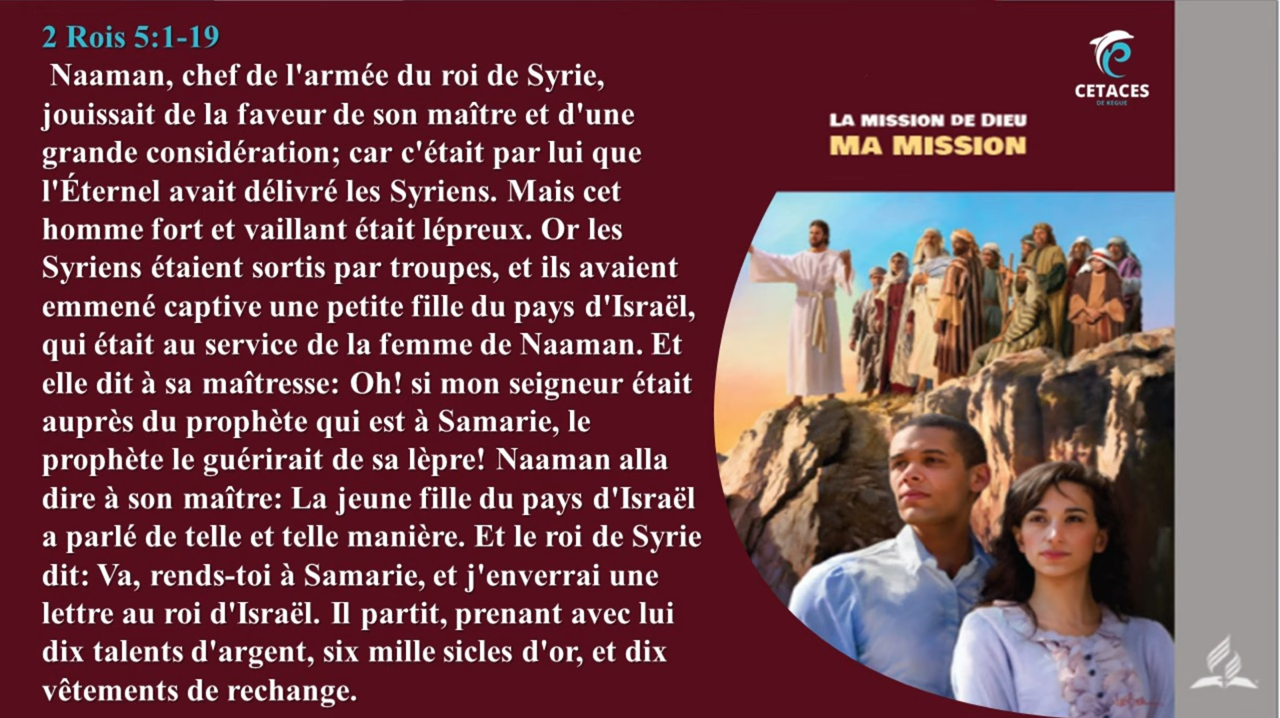 2 Rois 5:1-19
Naaman, chef de l'armée du roi de Syrie,
jouissait de la faveur de son maître et d'une
grande considération; car c'était par lui que
l'Éternel avait délivré les Syriens. Mais cet
homme fort et vaillant était lépreux. Or les
Syriens étaient sortis par troupes, et ils avaient
emmené captive une petite fille du pays d'Israël,
qui était au service de la femme de Naaman. Et
elle dit à sa maîtresse: Oh! si mon seigneur était
auprès du prophète qui est à Samarie, le
prophète le guérirait de sa lèpre! Naaman alla
dire à son maître: La jeune fille du pays d'Israël
a parlé de telle et telle manière. Et le roi de Syrie
dit: Va, rends-toi à Samarie, et j'enverrai une
lettre au roi d'Israël. Il partit, prenant avec lui
dix talents d'argent, six mille sicles d'or, et dix
vêtements de rechange.
CETACES
DE KEGUE
LA MISSION DE DIEU
MA MISSION